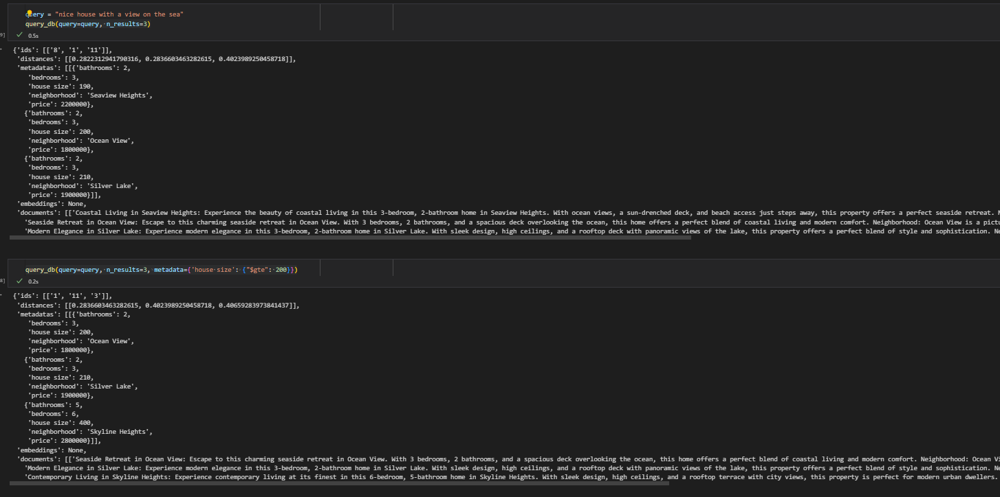 query = "nice house with a view on the sea"
query_db(query=query, n_results=3)
9]
0.5s
{'ids': [['8', '1', '11']],
'distances': [[0.2822312941790316, 0.2836603463282615, 0.4023989250458718]],
'metadatas': [[{'bathrooms': 2,
'bedrooms': 3,
'house size': 190,
'neighborhood': 'Seaview Heights',
'price': 2200000},
{'bathrooms': 2,
'bedrooms': 3,
'house size': 200,
'neighborhood': 'Ocean View',
'price': 1800000},
{'bathrooms': 2,
'bedrooms': 3,
'house size': 210,
'neighborhood': 'Silver Lake',
'price': 1900000}]],
'embeddings': None,
'documents': [['Coastal Living in Seaview Heights: Experience the beauty of coastal living in this 3-bedroom, 2-bathroom home in Seaview Heights. With ocean views, a sun-drenched deck, and beach access just steps away, this property offers a perfect seaside retreat.
'Seaside Retreat in Ocean View: Escape to this charming seaside retreat in Ocean View. With 3 bedrooms, 2 bathrooms, and a spacious deck overlooking the ocean, this home offers a perfect blend of coastal living and modern comfort. Neighborhood: Ocean View is a pictu
'Modern Elegance in Silver Lake: Experience modern elegance in this 3-bedroom, 2-bathroom home in Silver Lake. With sleek design, high ceilings, and a rooftop deck with panoramic views of the lake, this property offers a perfect blend of style and sophistication. Ne
query_db(query=query, n_results=3, metadata={'house size': {"$gte": 200}})
8]
0.2s
{'ids': [['1', '11', '3']],
'distances': [[0.2836603463282615, 0.4023989250458718, 0.40659283973841437]],
'metadatas': [[{'bathrooms': 2,
'bedrooms': 3,
'house size': 200,
'neighborhood': 'Ocean View',
'price': 1800000},
{'bathrooms': 2,
'bedrooms': 3,
'house size': 210,
'neighborhood': 'Silver Lake',
'price': 1900000},
{'bathrooms': 5,
'bedrooms': 6,
'house size': 400,
'neighborhood': 'Skyline Heights',
'price': 2800000}]],
'embeddings': None,
'documents': [['Seaside Retreat in Ocean View: Escape to this charming seaside retreat in Ocean View. With 3 bedrooms, 2 bathrooms, and a spacious deck overlooking the ocean, this home offers a perfect blend of coastal living and modern comfort. Neighborhood: Ocean Vi
'Modern Elegance in Silver Lake: Experience modern elegance in this 3-bedroom, 2-bathroom home in Silver Lake. With sleek design, high ceilings, and a rooftop deck with panoramic views of the lake, this property offers a perfect blend of style and sophistication. Ne
'Contemporary Living in Skyline Heights: Experience contemporary living at its finest in this 6-bedroom, 5-bathroom home in Skyline Heights. With sleek design, high ceilings, and a rooftop terrace with city views, this property is perfect for modern urban dwellers.